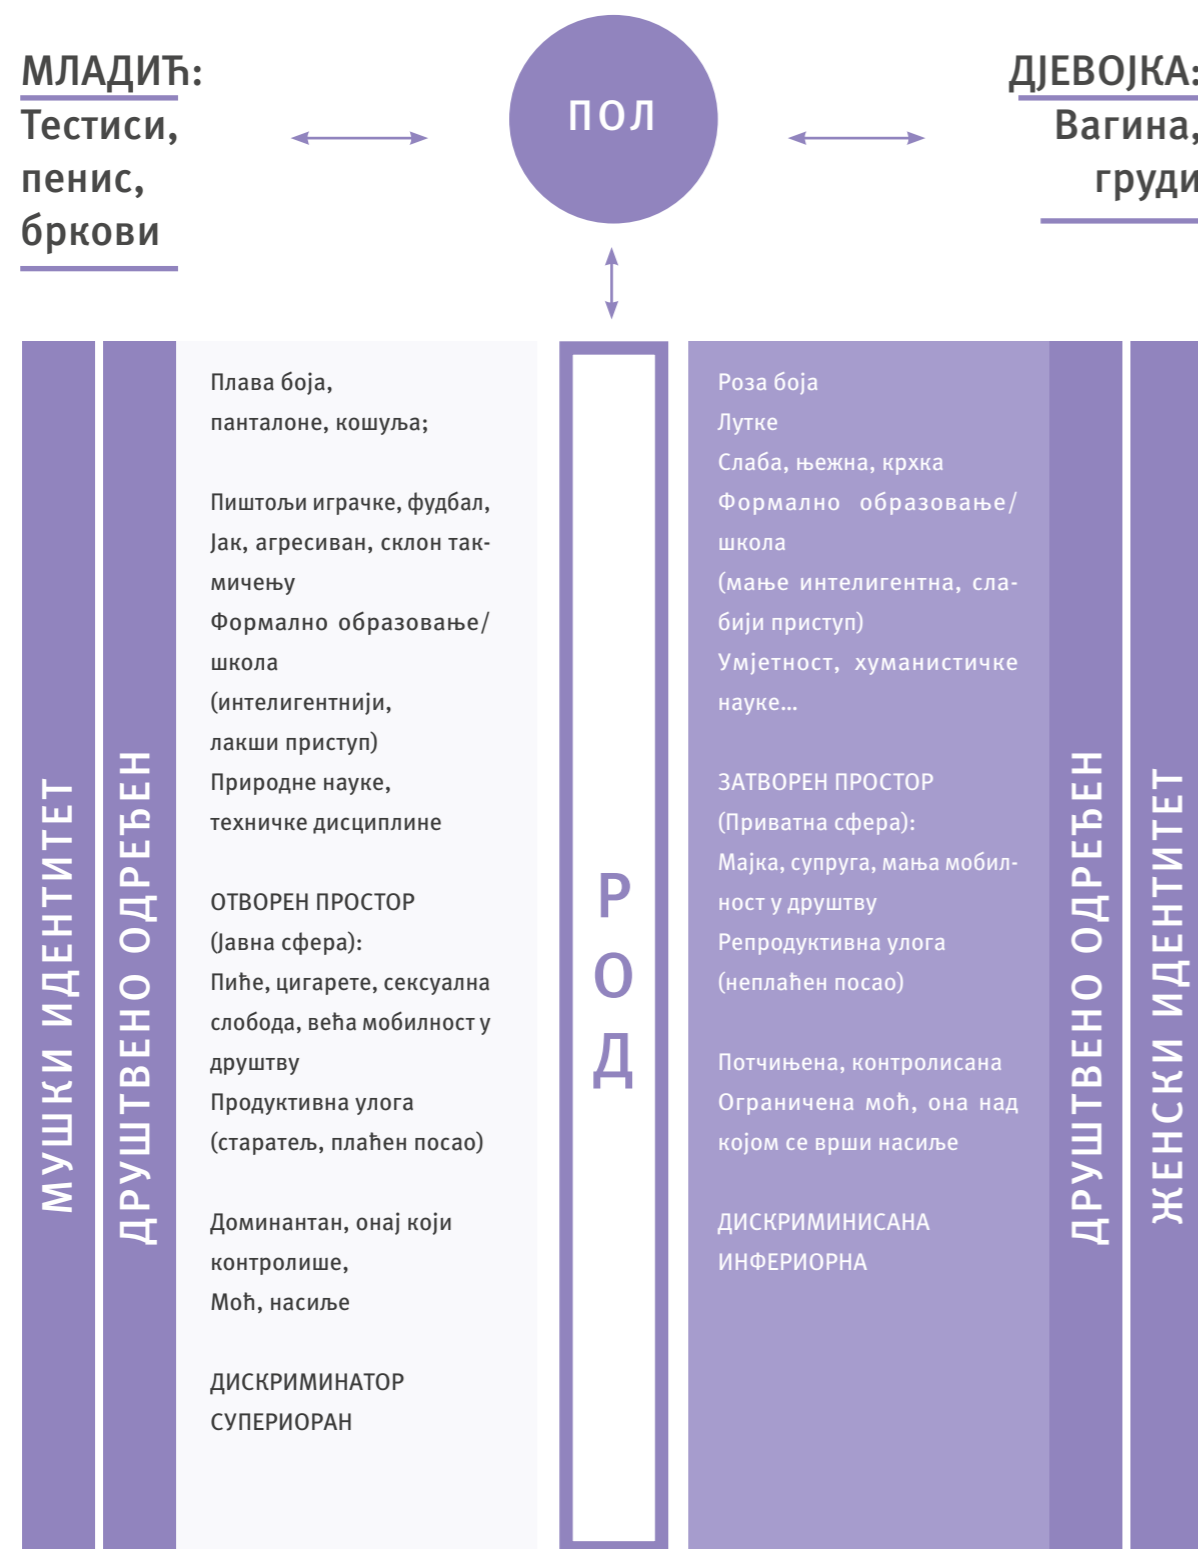 МЛАДИЋ:
Тестиси,
пенис,
бркови
ПОЛ
ДЈЕВОЈКА:
Вагина,
груди
МУШКИ ИДЕНТИТЕТ
ДРУШТВЕНО ОДРЕЂЕН
Плава боја,
панталоне, кошуља;
Пиштољи играчке, фудбал,
Јак, агресиван, склон так-
мичењу
Формално образовање/
школа
(интелигентнији,
лакши приступ)
Природне науке,
техничке дисциплине
ОТВОРЕН ПРОСТОР
(Јавна сфера):
Пиће, цигарете, сексуална
слобода, већа мобилност у
друштву
Продуктивна улога
(старатељ, плаћен посао)
Доминантан, онај који
контролише,
Моћ, насиље
ДИСКРИМИНАТОР
СУПЕРИОРАН
Р
О
Д
Роза боја
Лутке
Слаба, њежна, крхка
Формално образовање/
школа
(мање интелигентна, сла-
бији приступ)
Умјетност, хуманистичке
науке...
ЗАТВОРЕН ПРОСТОР
(Приватна сфера):
Мајка, супруга, мања мобил-
ност у друштву
Репродуктивна улога
(неплаћен посао)
Потчињена, контролисана
Ограничена моћ, она над
којом се врши насиље
ДИСКРИМИНИСАНА
ИНФЕРИОРНА
ДРУШТВЕНО ОДРЕЂЕН
ЖЕНСКИ ИДЕНТИТЕТ